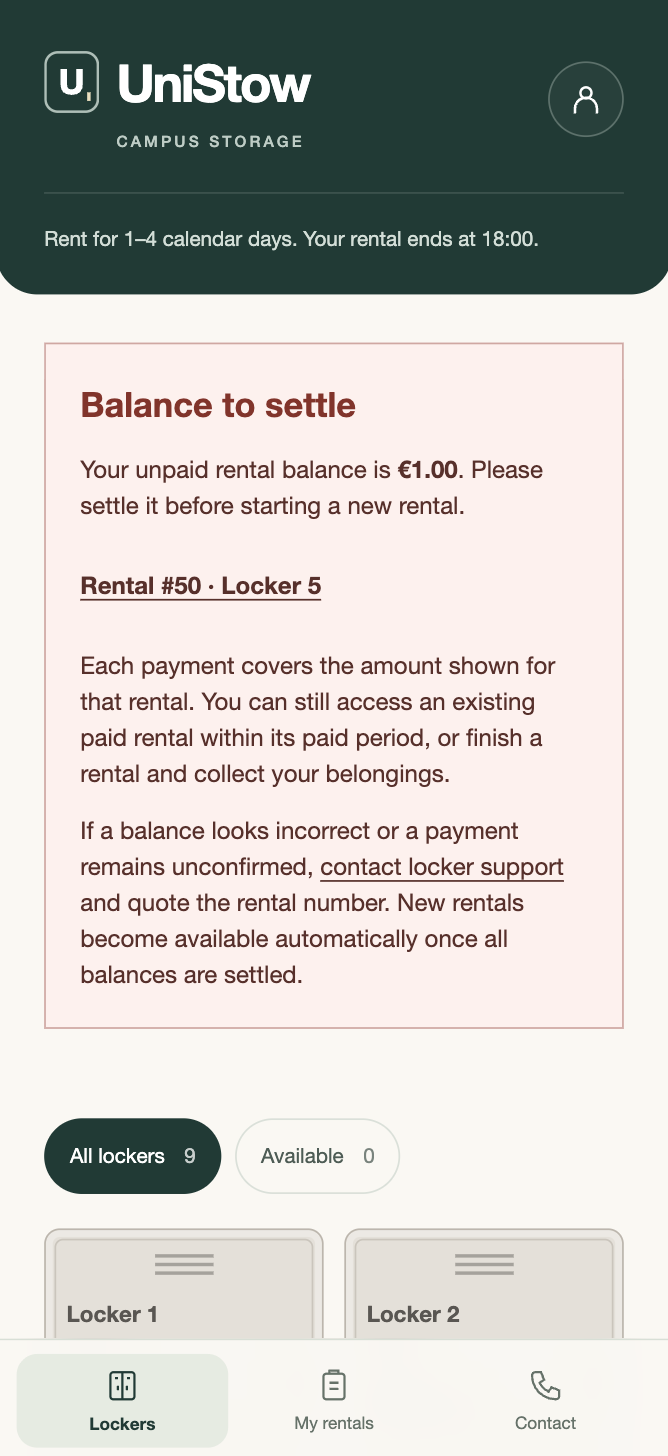 U
UniStow
CAMPUS STORAGE
Rent for 1–4 calendar days. Your rental ends at 18:00.
Balance to settle
Your unpaid rental balance is €1.00. Please
settle it before starting a new rental.
Rental #50 · Locker 5
Each payment covers the amount shown for
that rental. You can still access an existing
paid rental within its paid period, or finish a
rental and collect your belongings.
If a balance looks incorrect or a payment
remains unconfirmed, contact locker support
and quote the rental number. New rentals
become available automatically once all
balances are settled.
All lockers 9
Available 0
Locker 1
Locker 2
Lockers
My rentals
Contact